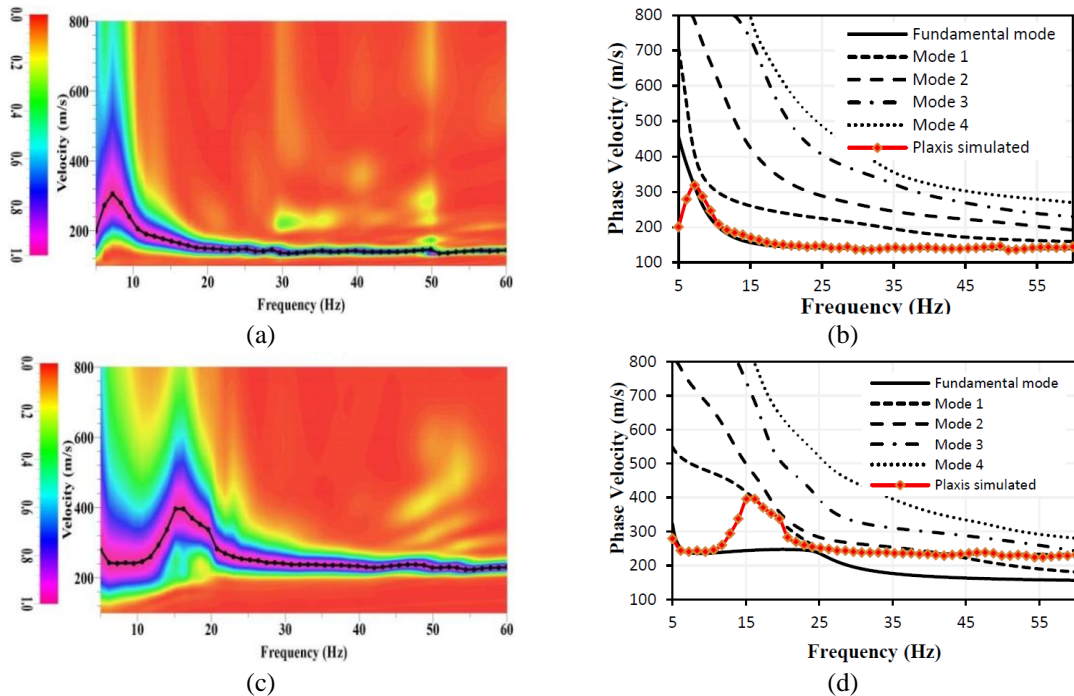 0.0
0.2
0.4
0.6
0.8
1.0
Velocity (m/s)
800
600
400
200
10 20 30 40 50 60
Frequency (Hz)
(a)
Phase Velocity (m/s)
800
700
600
500
400
300
200
100
5 15 25 35 45 55
Frequency (Hz)
Fundamental mode
Mode 1
Mode 2
Mode 3
Mode 4
Plaxis simulated
(b)
0.0
0.2
0.4
0.6
0.8
1.0
Velocity (m/s)
800
600
400
200
10 20 30 40 50 60
Frequency (Hz)
(c)
Phase Velocity (m/s)
800
700
600
500
400
300
200
100
5 15 25 35 45 55
Frequency (Hz)
Fundamental mode
Mode 1
Mode 2
Mode 3
Mode 4
Plaxis simulated
(d)